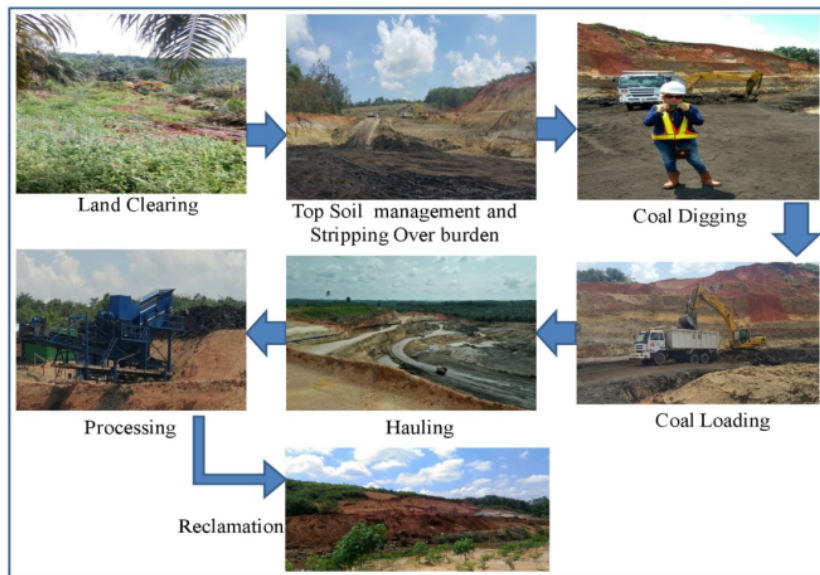 Land Clearing
Top Soil management and
Stripping Over burden
Coal Digging
Processing
Hauling
Coal Loading
Reclamation